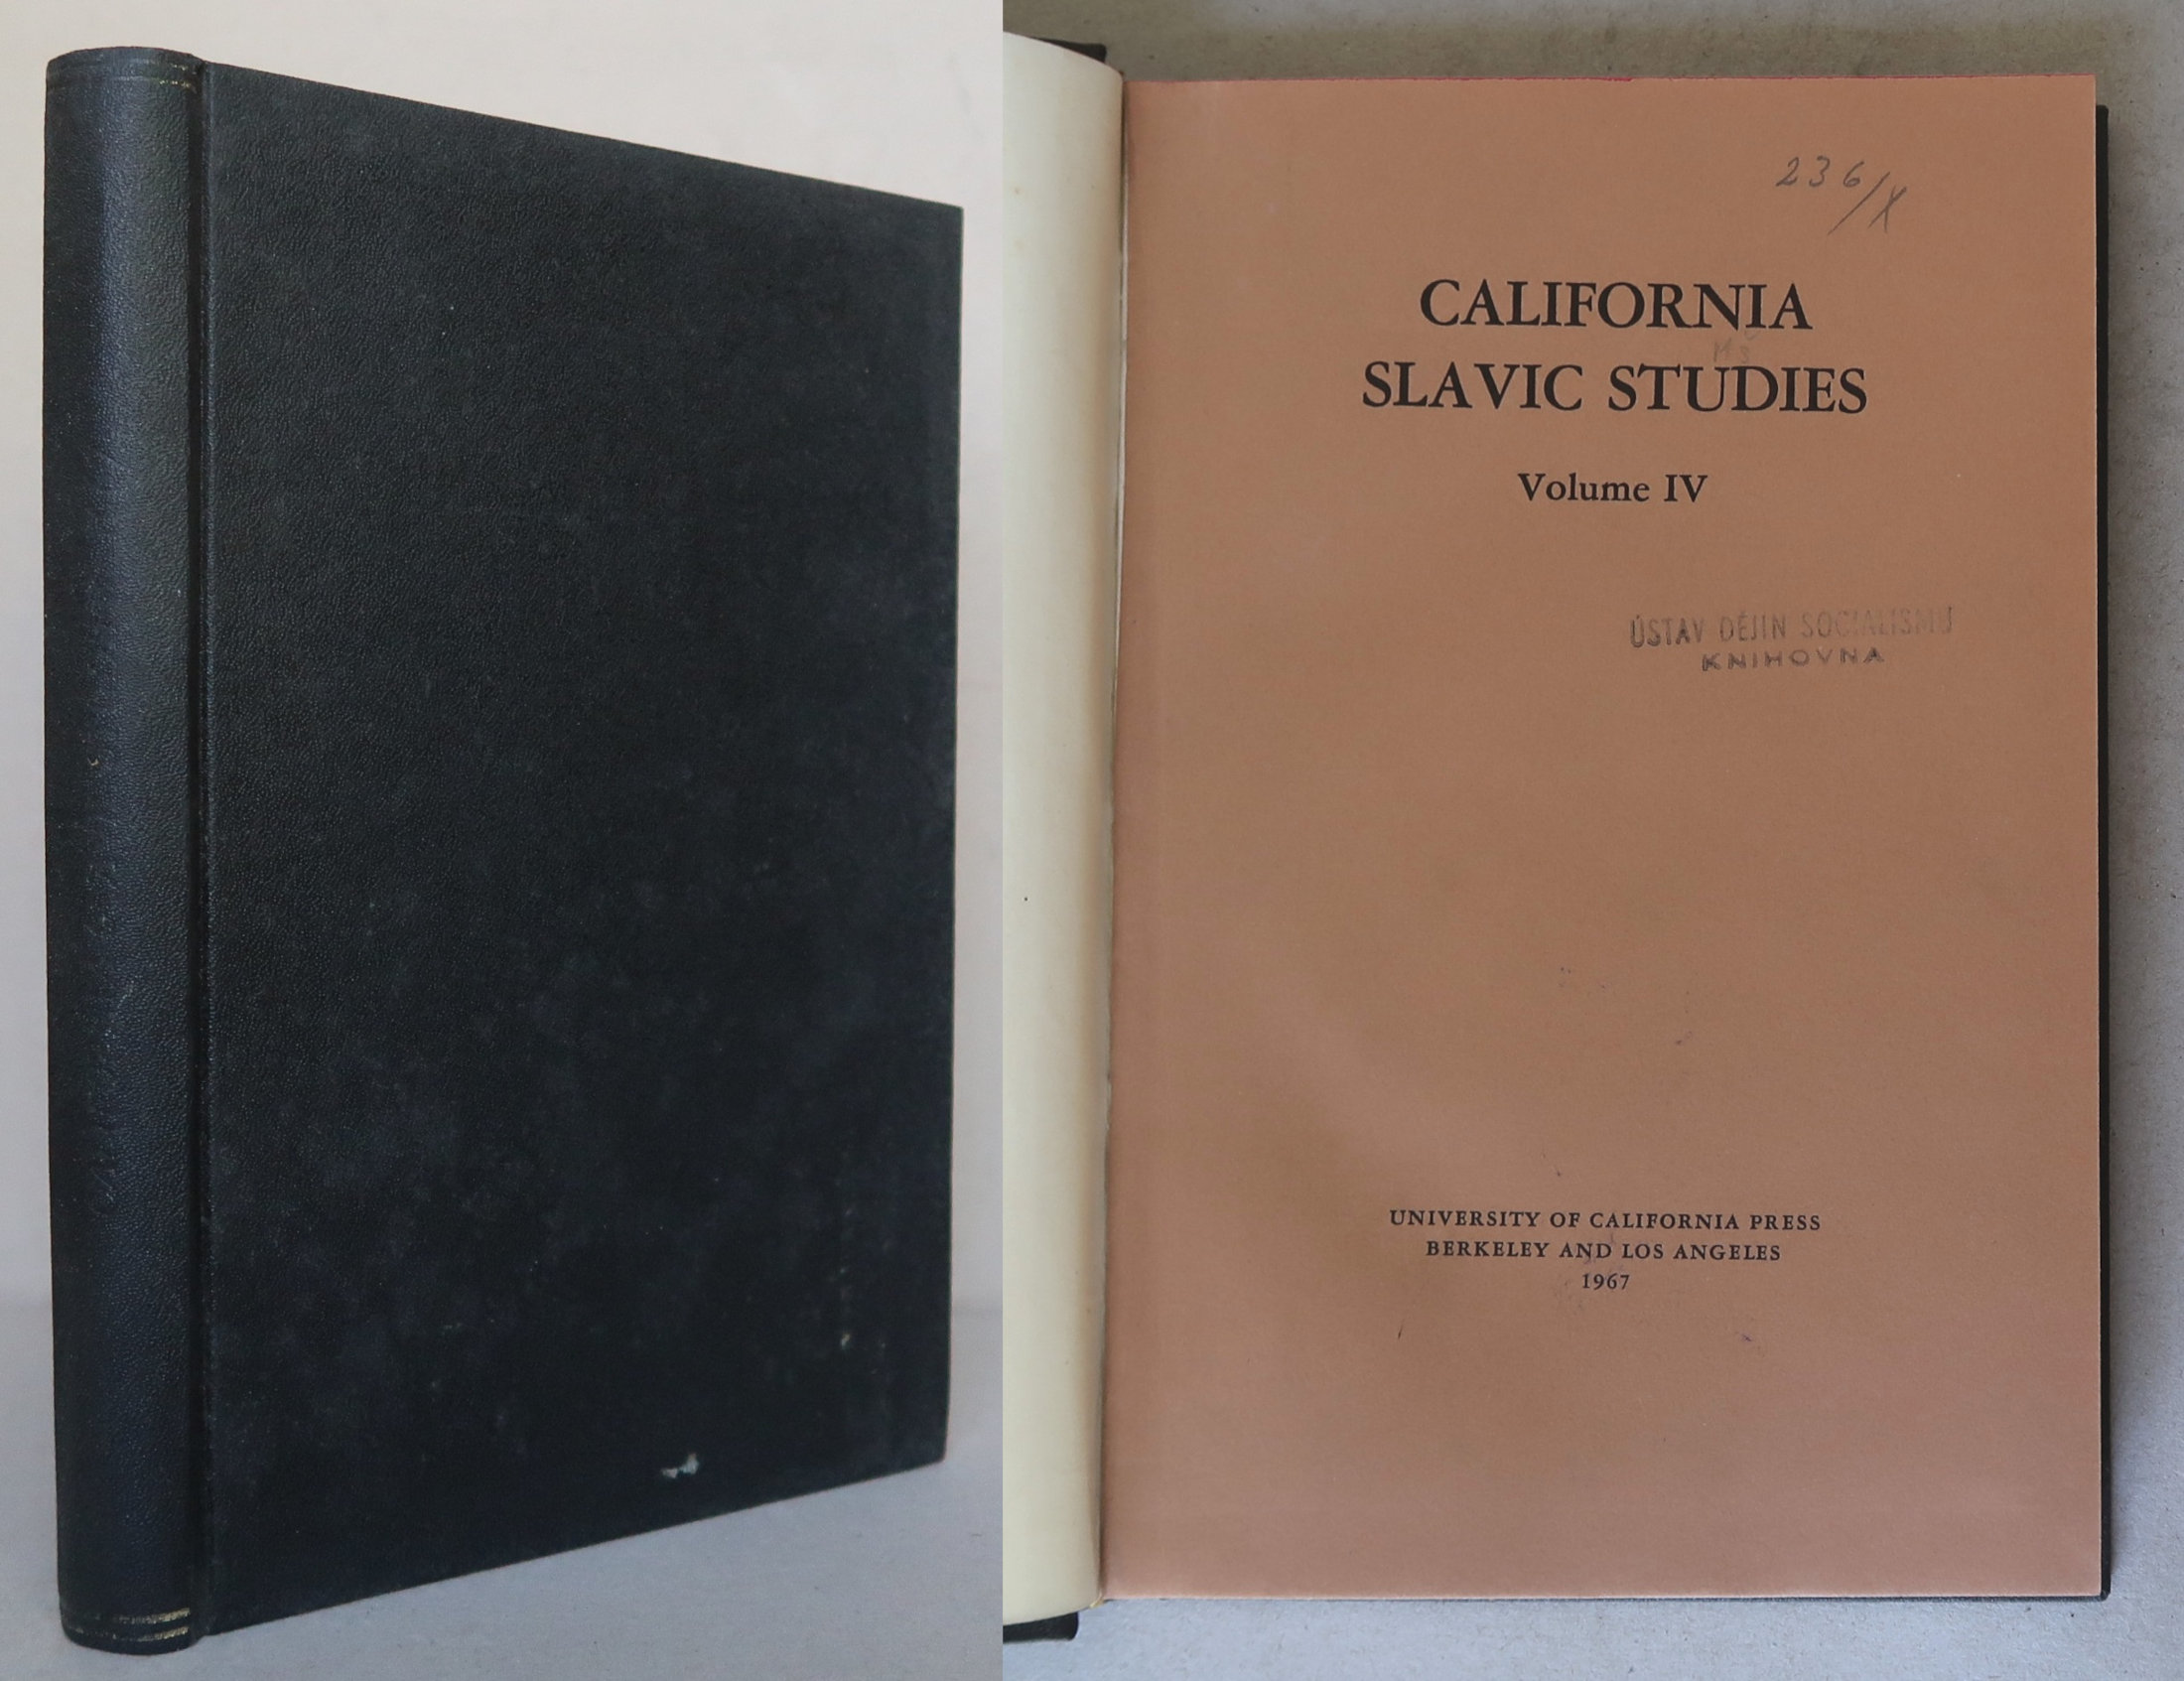 236/X
CALIFORNIA
SLAVIC STUDIES
Volume IV
ÚSTAV DĚJIN SOCIALISMU
KNIHOVNA
UNIVERSITY OF CALIFORNIA PRESS
BERKELEY AND LOS ANGELES
1967